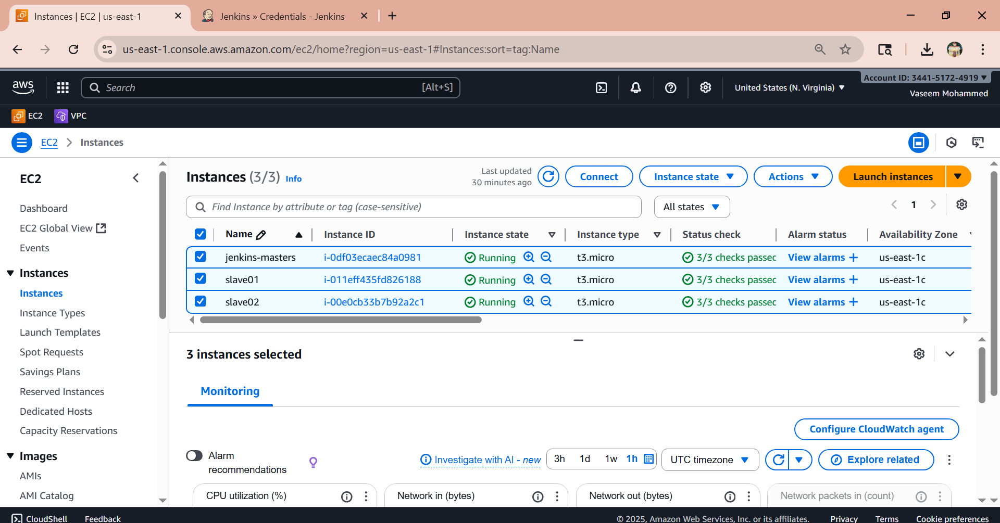 Instances | EC2 | us-east-1
Jenkins » Credentials - Jenkins
us-east-1.console.aws.amazon.com/ec2/home?region=us-east-1#Instances:sort=tag:Name
aws
Search
[Alt+S]
United States (N. Virginia)
Account ID: 3441-5172-4919
Vaseem Mohammed
EC2
VPC
EC2
Instances
EC2
Dashboard
EC2 Global View
Events
Instances
Instances
Instance Types
Launch Templates
Spot Requests
Savings Plans
Reserved Instances
Dedicated Hosts
Capacity Reservations
Images
AMIs
AMI Catalog
Instances (3/3) Info
Last updated
30 minutes ago
Connect
Instance state
Actions
Launch instances
Find Instance by attribute or tag (case-sensitive)
All states
1
Name Instance ID Instance state Instance type Status check Alarm status Availability Zone
jenkins-masters i-0df03ecaec84a0981 Running t3.micro 3/3 checks passed View alarms + us-east-1c
slave01 i-011eff435fd826188 Running t3.micro 3/3 checks passed View alarms + us-east-1c
slave02 i-00e0cb33b7b92a2c1 Running t3.micro 3/3 checks passed View alarms + us-east-1c
3 instances selected
Monitoring
Configure CloudWatch agent
Alarm
recommendations
Investigate with AI - new
3h 1d 1w 1h
UTC timezone
Explore related
CPU utilization (%)
Network in (bytes)
Network out (bytes)
Network packets in (count)
CloudShell
Feedback
© 2025, Amazon Web Services, Inc. or its affiliates.
Privacy
Terms
Cookie preferences